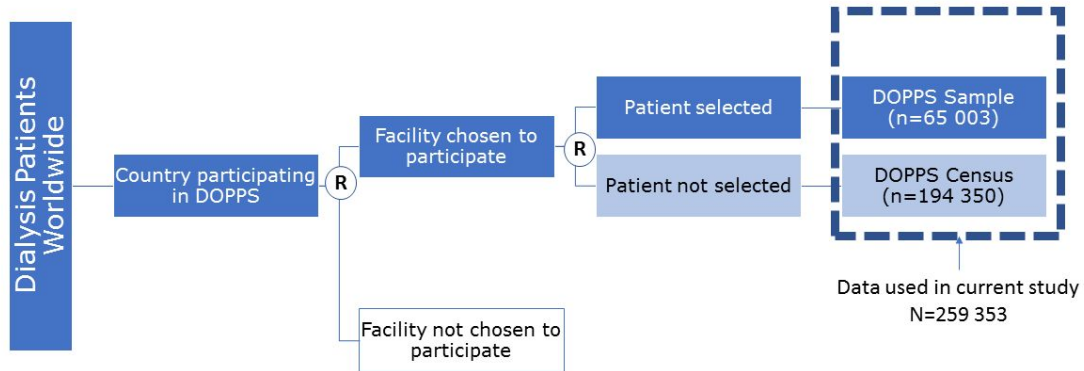 Dialysis Patients
Worldwide
Country participating
in DOPPS
R
Facility chosen to
participate
Facility not chosen to
participate
R
Patient selected
Patient not selected
DOPPS Sample
(n=65 003)
DOPPS Census
(n=194 350)
Data used in current study
N=259 353